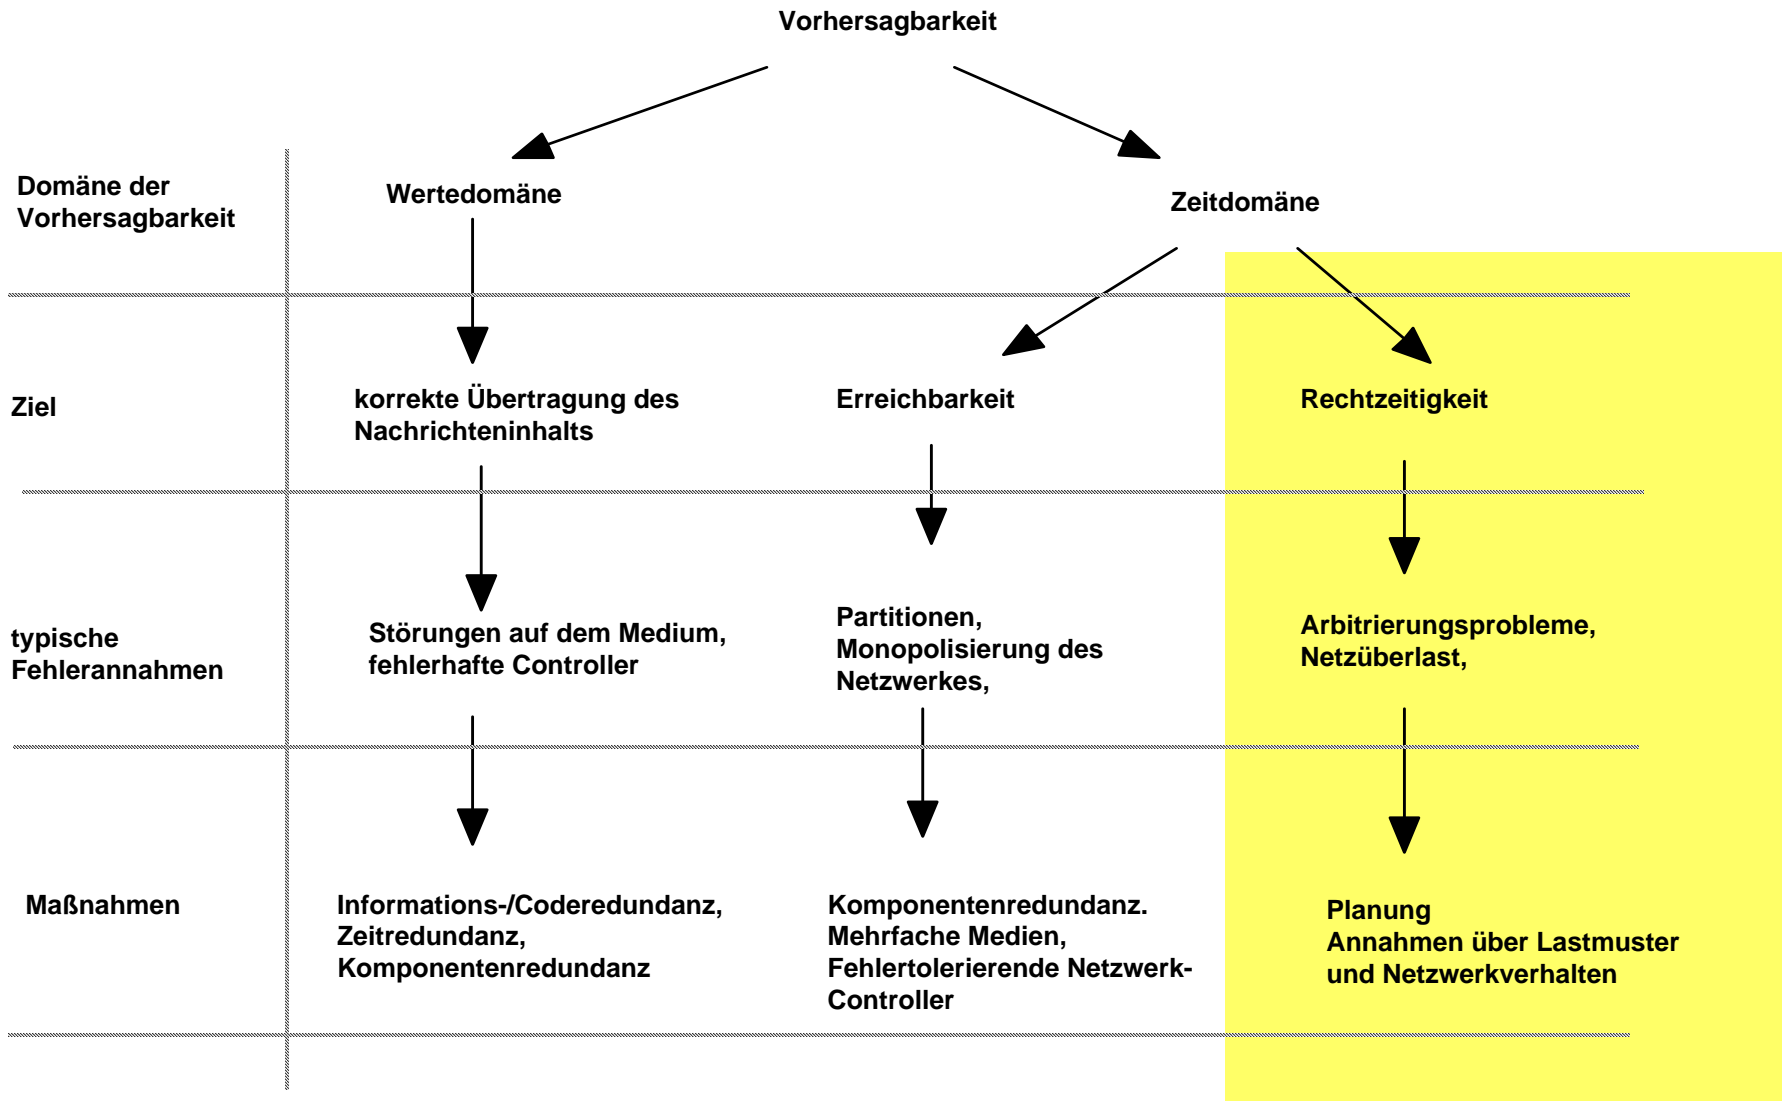 Vorhersagbarkeit
Domäne der
Vorhersagbarkeit
Wertedomäne
Zeitdomäne
Ziel
korrekte Übertragung des
Nachrichteninhalts
Erreichbarkeit
Rechtzeitigkeit
typische
Fehlerannahmen
Störungen auf dem Medium,
fehlerhafte Controller
Partitionen,
Monopolisierung des
Netzwerkes,
Arbitrierungsprobleme,
Netzüberlast,
Maßnahmen
Informations-/Coderedundanz,
Zeitredundanz,
Komponentenredundanz
Komponentenredundanz.
Mehrfache Medien,
Fehlertolerierende Netzwerk-
Controller
Planung
Annahmen über Lastmuster
und Netzwerkverhalten